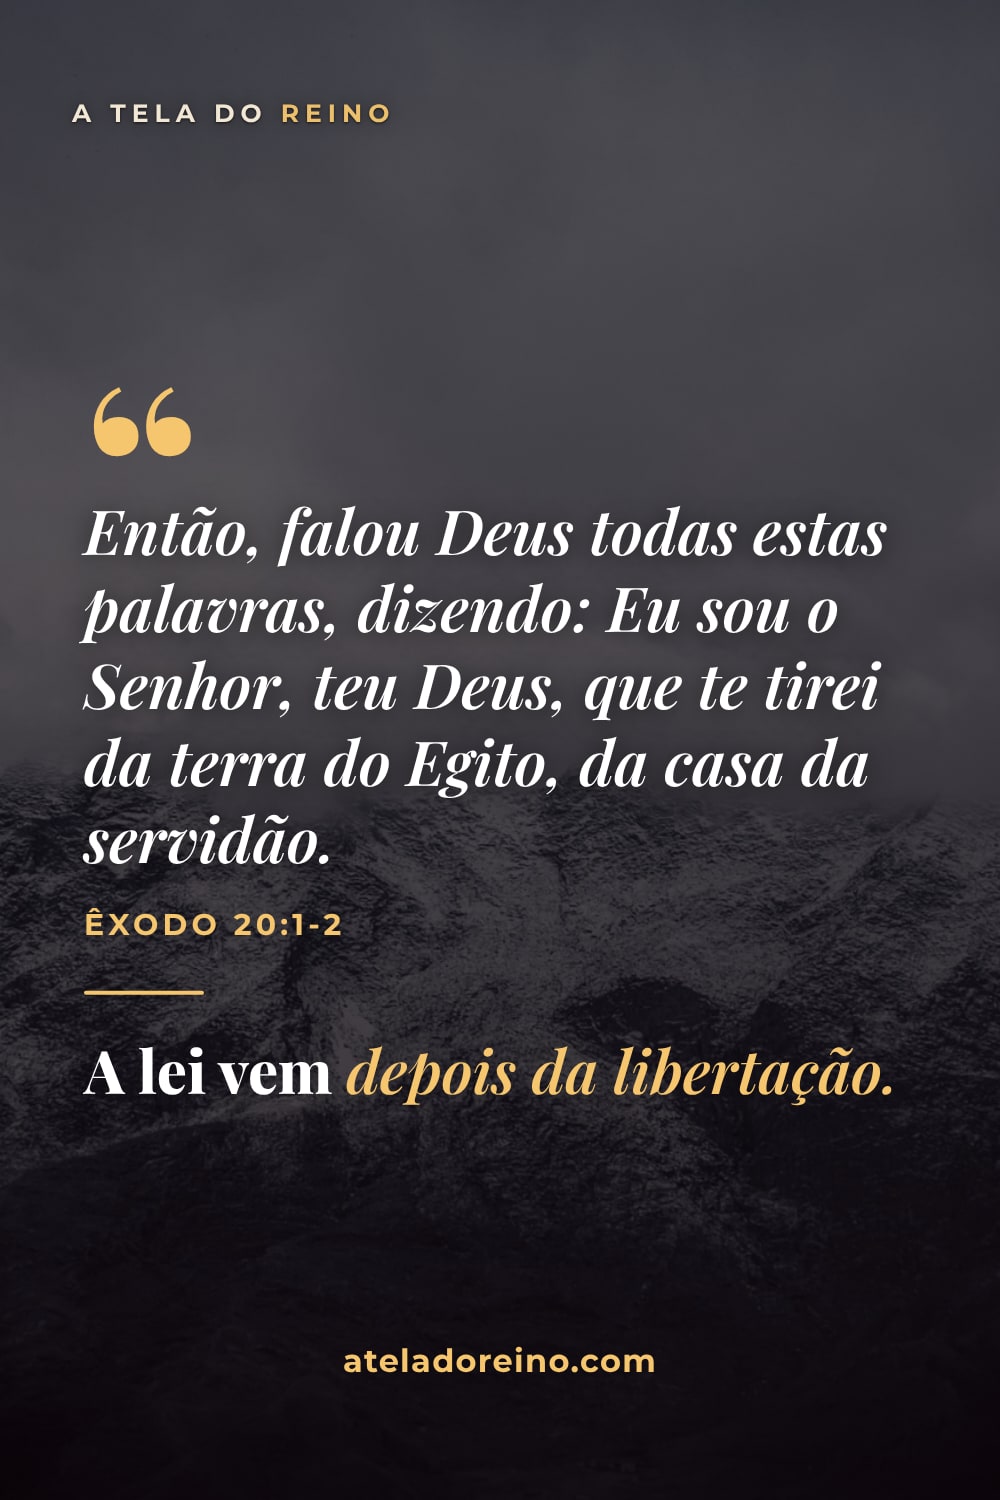 A TELA DO REINO
“
Então, falou Deus todas estas
palavras, dizendo: Eu sou o
Senhor, teu Deus, que te tirei
da terra do Egito, da casa da
servidão.
ÊXODO 20:1-2
A lei vem depois da libertação.
ateladoreino.com